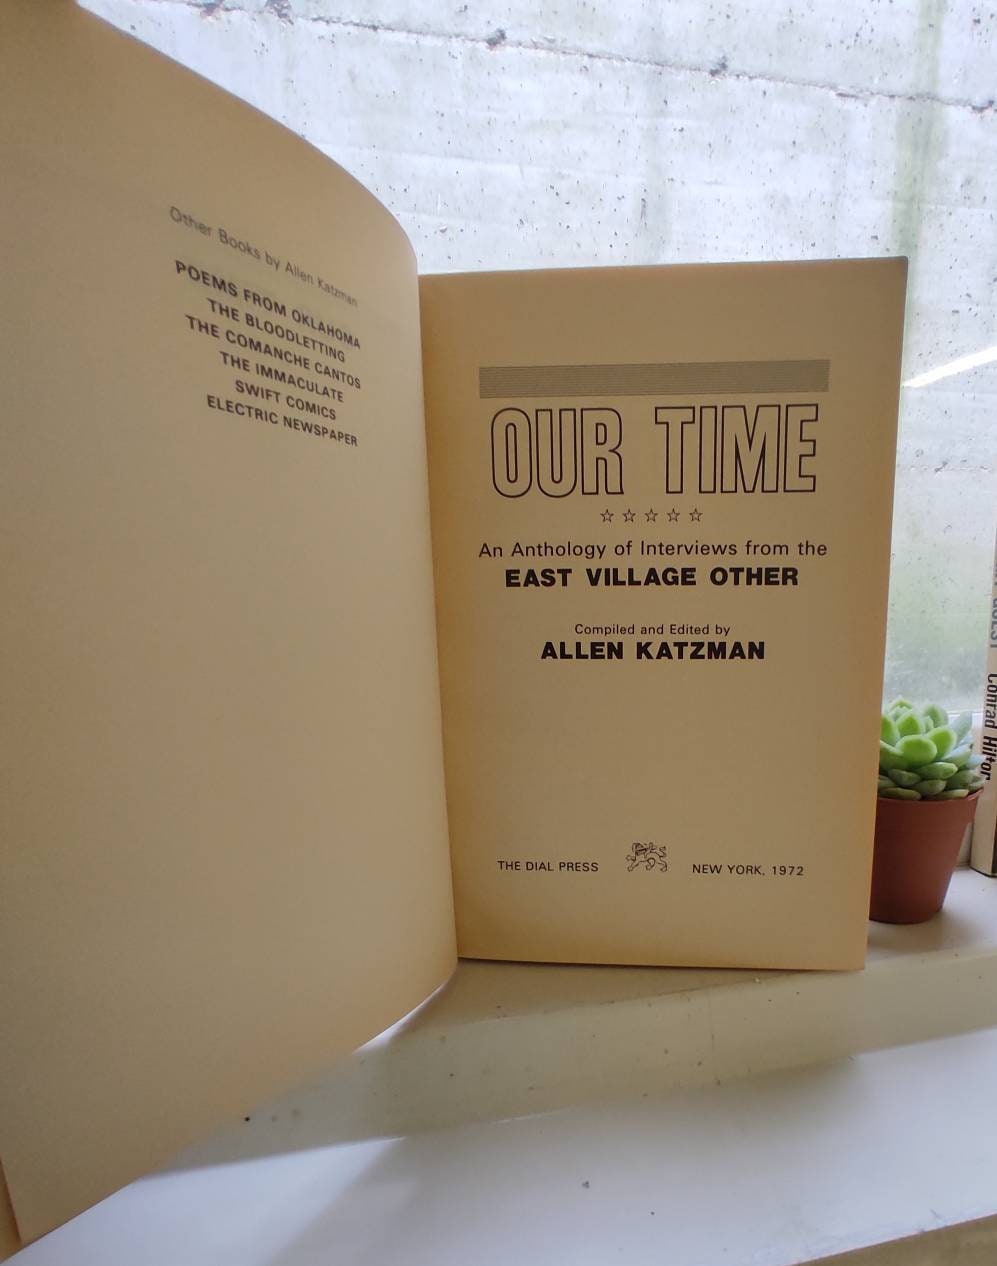 Other Books by Allen Katzman
POEMS FROM OKLAHOMA
THE BLOODLETTING
THE COMANCHE CANTOS
THE IMMACULATE
SWIFT COMICS
ELECTRIC NEWSPAPER
OUR TIME
☆ ☆ ☆ ☆ ☆
An Anthology of Interviews from the
EAST VILLAGE OTHER
Compiled and Edited by
ALLEN KATZMAN
THE DIAL PRESS NEW YORK, 1972
Conrad Hilton